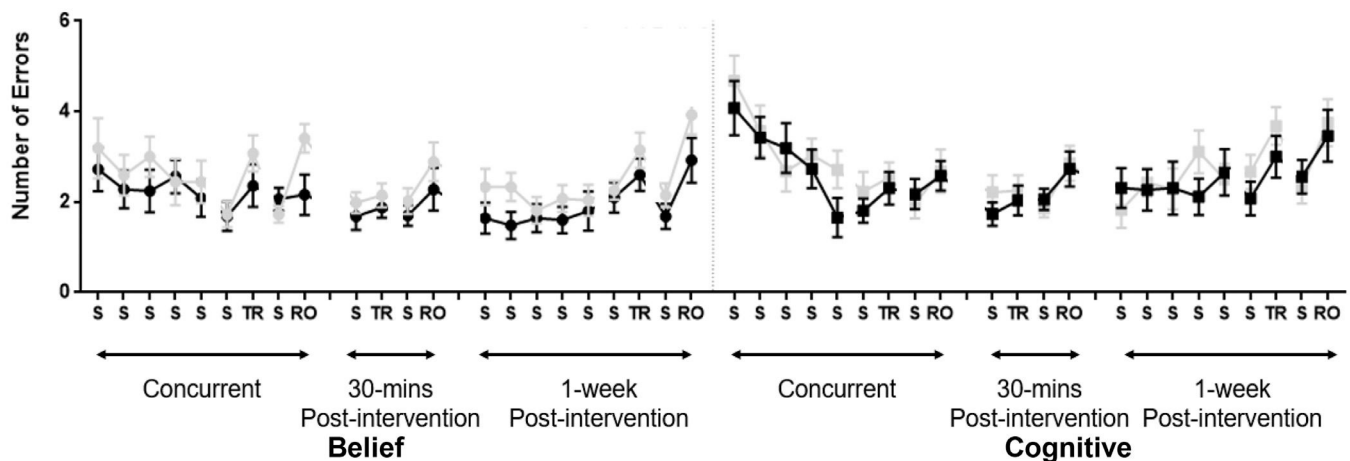 Number of Errors
6
4
2
0
S S S S S S TR S RO S TR S RO S S S S S S TR S RO S S S S S S TR S RO S TR S RO S S S S S S TR S RO
Concurrent
30-mins
Post-intervention
1-week
Post-intervention
Concurrent
30-mins
Post-intervention
1-week
Post-intervention
Belief
Cognitive